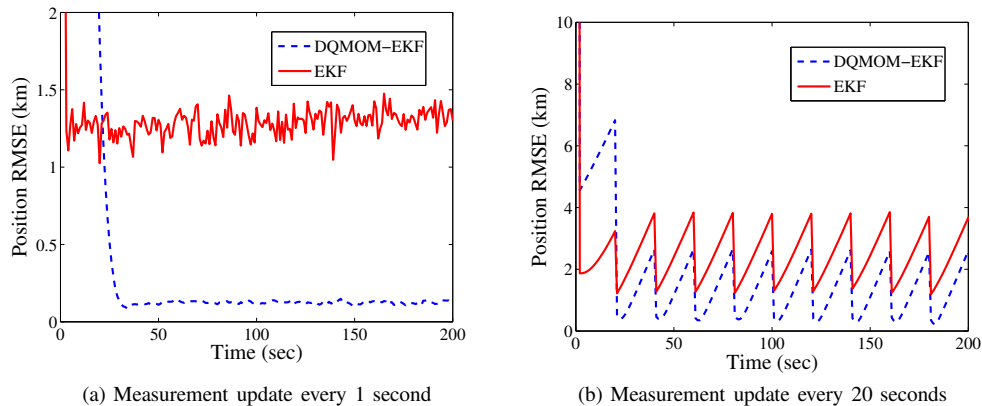 2
1.5
1
0.5
0
Position RMSE (km)
DQMOM−EKF
EKF
0 50 100 150 200
Time (sec)
(a) Measurement update every 1 second
10
8
6
4
2
0
Position RMSE (km)
DQMOM−EKF
EKF
0 50 100 150 200
Time (sec)
(b) Measurement update every 20 seconds